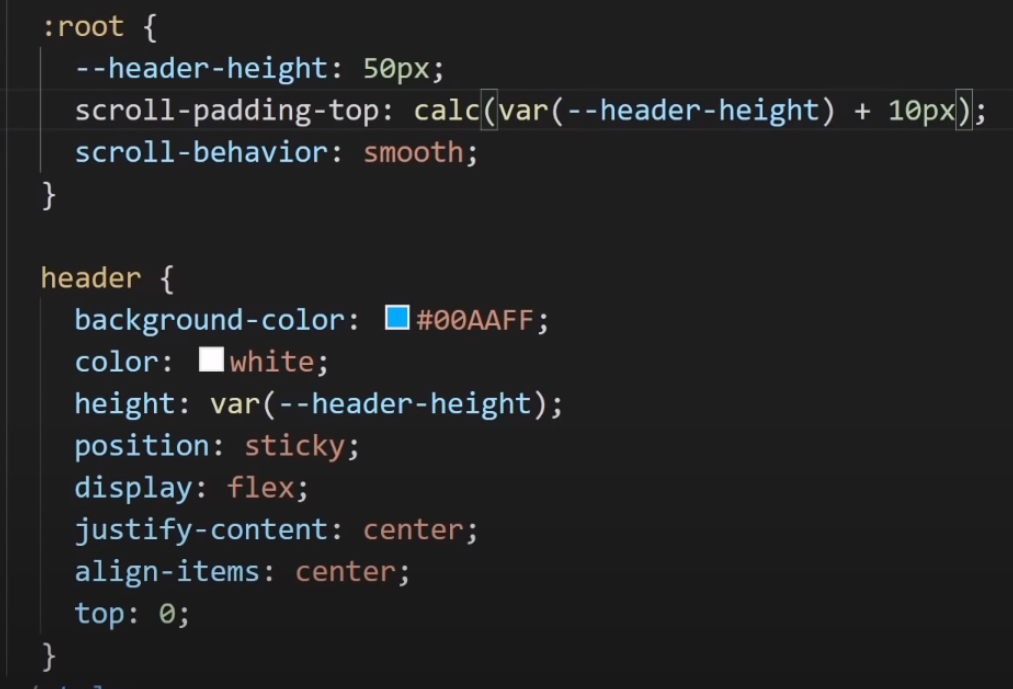 :root {
--header-height: 50px;
scroll-padding-top: calc(var(--header-height) + 10px);
scroll-behavior: smooth;
}
header {
background-color: #00AAFF;
color: white;
height: var(--header-height);
position: sticky;
display: flex;
justify-content: center;
align-items: center;
top: 0;
}